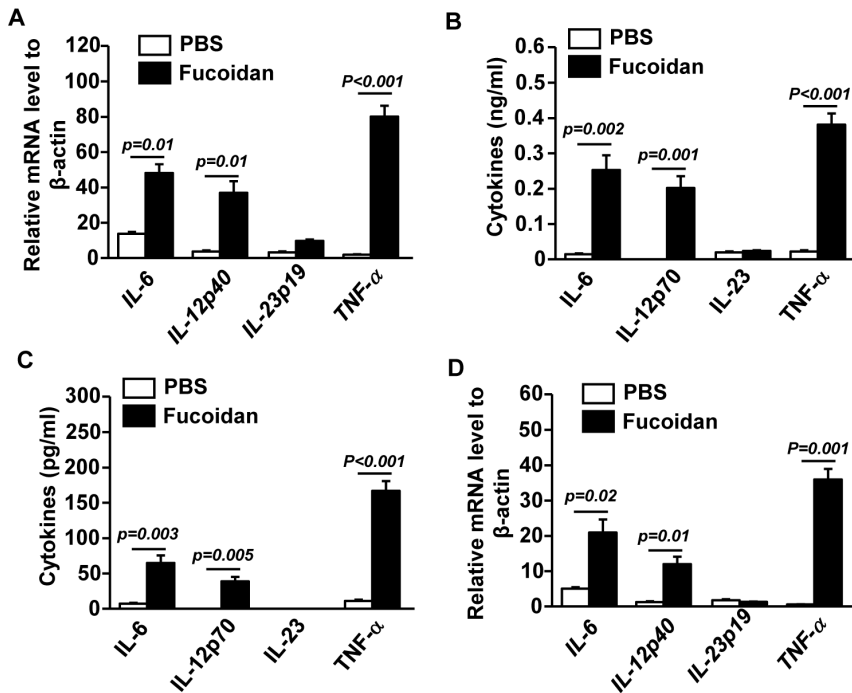 A
PBS
Fucoidan
Relative mRNA level to
β-actin
120
100
80
60
40
20
0
p=0.01
p=0.01
P<0.001
IL-6
IL-12p40
IL-23p19
TNF-α
B
PBS
Fucoidan
Cytokines (ng/ml)
0.6
0.5
0.4
0.3
0.2
0.1
0
p=0.002
p=0.001
P<0.001
IL-6
IL-12p70
IL-23
TNF-α
C
PBS
Fucoidan
Cytokines (pg/ml)
300
250
200
150
100
50
0
p=0.003
p=0.005
P<0.001
IL-6
IL-12p70
IL-23
TNF-α
D
PBS
Fucoidan
Relative mRNA level to
β-actin
60
50
40
30
20
10
0
p=0.02
p=0.01
P=0.001
IL-6
IL-12p40
IL-23p19
TNF-α